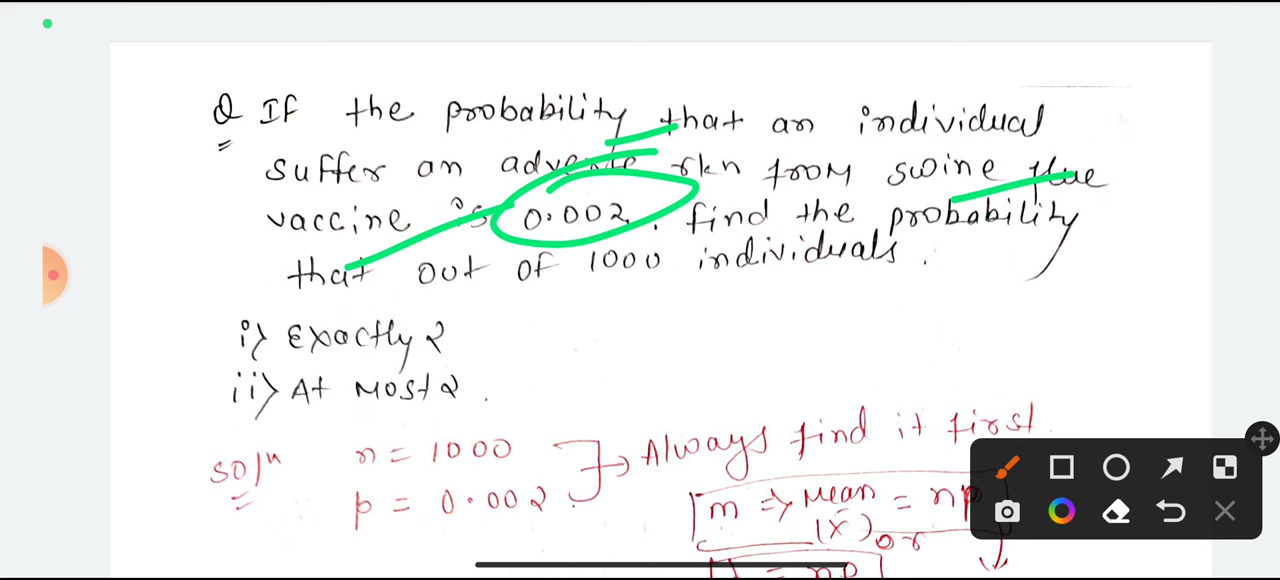 Q If the probability that an individual
suffer an adverse rkn from swine flue
vaccine is 0.002. find the probability
that out of 1000 individuals.
i) Exactly 2
ii) At Most 2.
soln n = 1000 Always find it first
p = 0.002 m => Mean = np
(x̄) or
= np